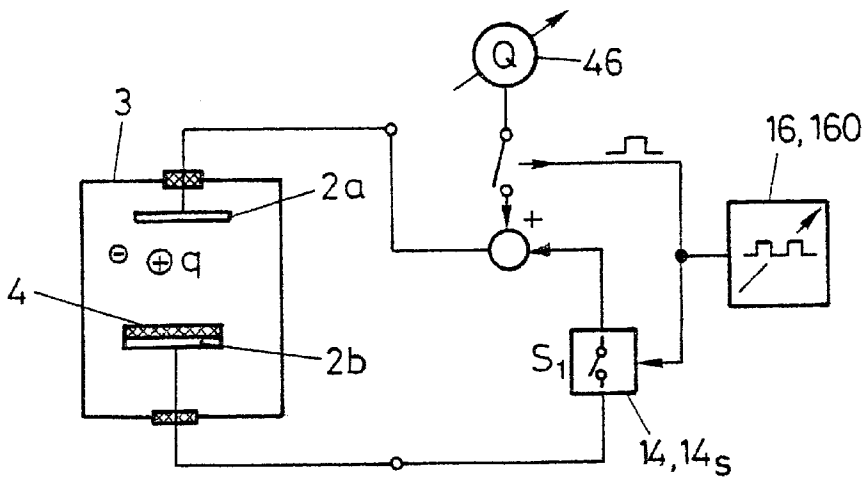 Q
46
3
16, 160
2a
+
⊖ ⊕ q
4
2b
S₁
14, 14s